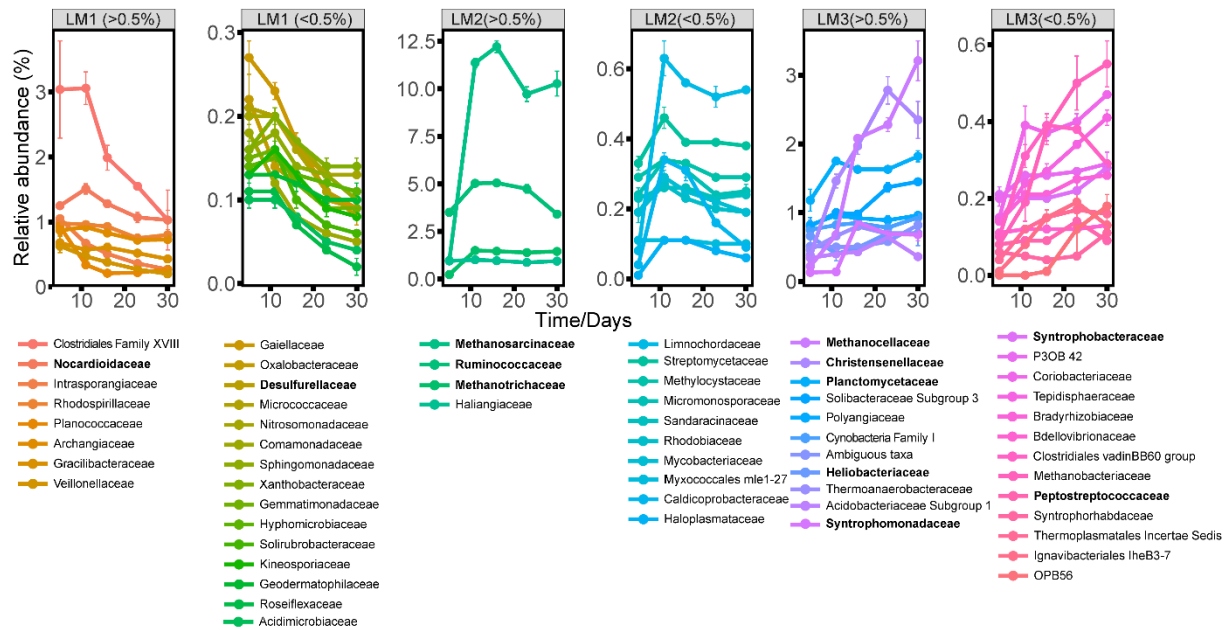 LM1 (>0.5%)
LM1 (<0.5%)
LM2(>0.5%)
LM2(<0.5%)
LM3(>0.5%)
LM3(<0.5%)
Relative abundance (%)
3
2
1
0
10 20 30
0.3
0.2
0.1
0.0
10 20 30
12.5
10.0
7.5
5.0
2.5
0.0
10 20 30
0.6
0.4
0.2
0.0
10 20 30
3
2
1
0
10 20 30
0.6
0.4
0.2
0.0
10 20 30
Time/Days
Clostridiales Family XVIII
Nocardioidaceae
Intrasporangiaceae
Rhodospirillaceae
Planococcaceae
Archangiaceae
Gracilibacteraceae
Veillonellaceae
Gaiellaceae
Oxalobacteraceae
Desulfurellaceae
Micrococcaceae
Nitrosomonadaceae
Comamonadaceae
Sphingomonadaceae
Xanthobacteraceae
Gemmatimonadaceae
Hyphomicrobiaceae
Solirubrobacteraceae
Kineosporiaceae
Geodermatophilaceae
Roseiflexaceae
Acidimicrobiaceae
Methanosarcinaceae
Ruminococcaceae
Methanotrichaceae
Haliangiaceae
Limnochordaceae
Streptomycetaceae
Methylocystaceae
Micromonosporaceae
Sandaracinaceae
Rhodobiaceae
Mycobacteriaceae
Myxococcales mle1-27
Caldicoprobacteraceae
Haloplasmataceae
Methanocellaceae
Christensenellaceae
Planctomycetaceae
Solibacteraceae Subgroup 3
Polyangiaceae
Cynobacteria Family I
Ambiguous taxa
Heliobacteriaceae
Thermoanaerobacteraceae
Acidobacteriaceae Subgroup 1
Syntrophomonadaceae
Syntrophobacteraceae
P3OB 42
Coriobacteriaceae
Tepidisphaeraceae
Bradyrhizobiaceae
Bdellovibrionaceae
Clostridiales vadinBB60 group
Methanobacteriaceae
Peptostreptococcaceae
Syntrophorhabdaceae
Thermoplasmatales Incertae Sedis
Ignavibacteriales IheB3-7
OPB56